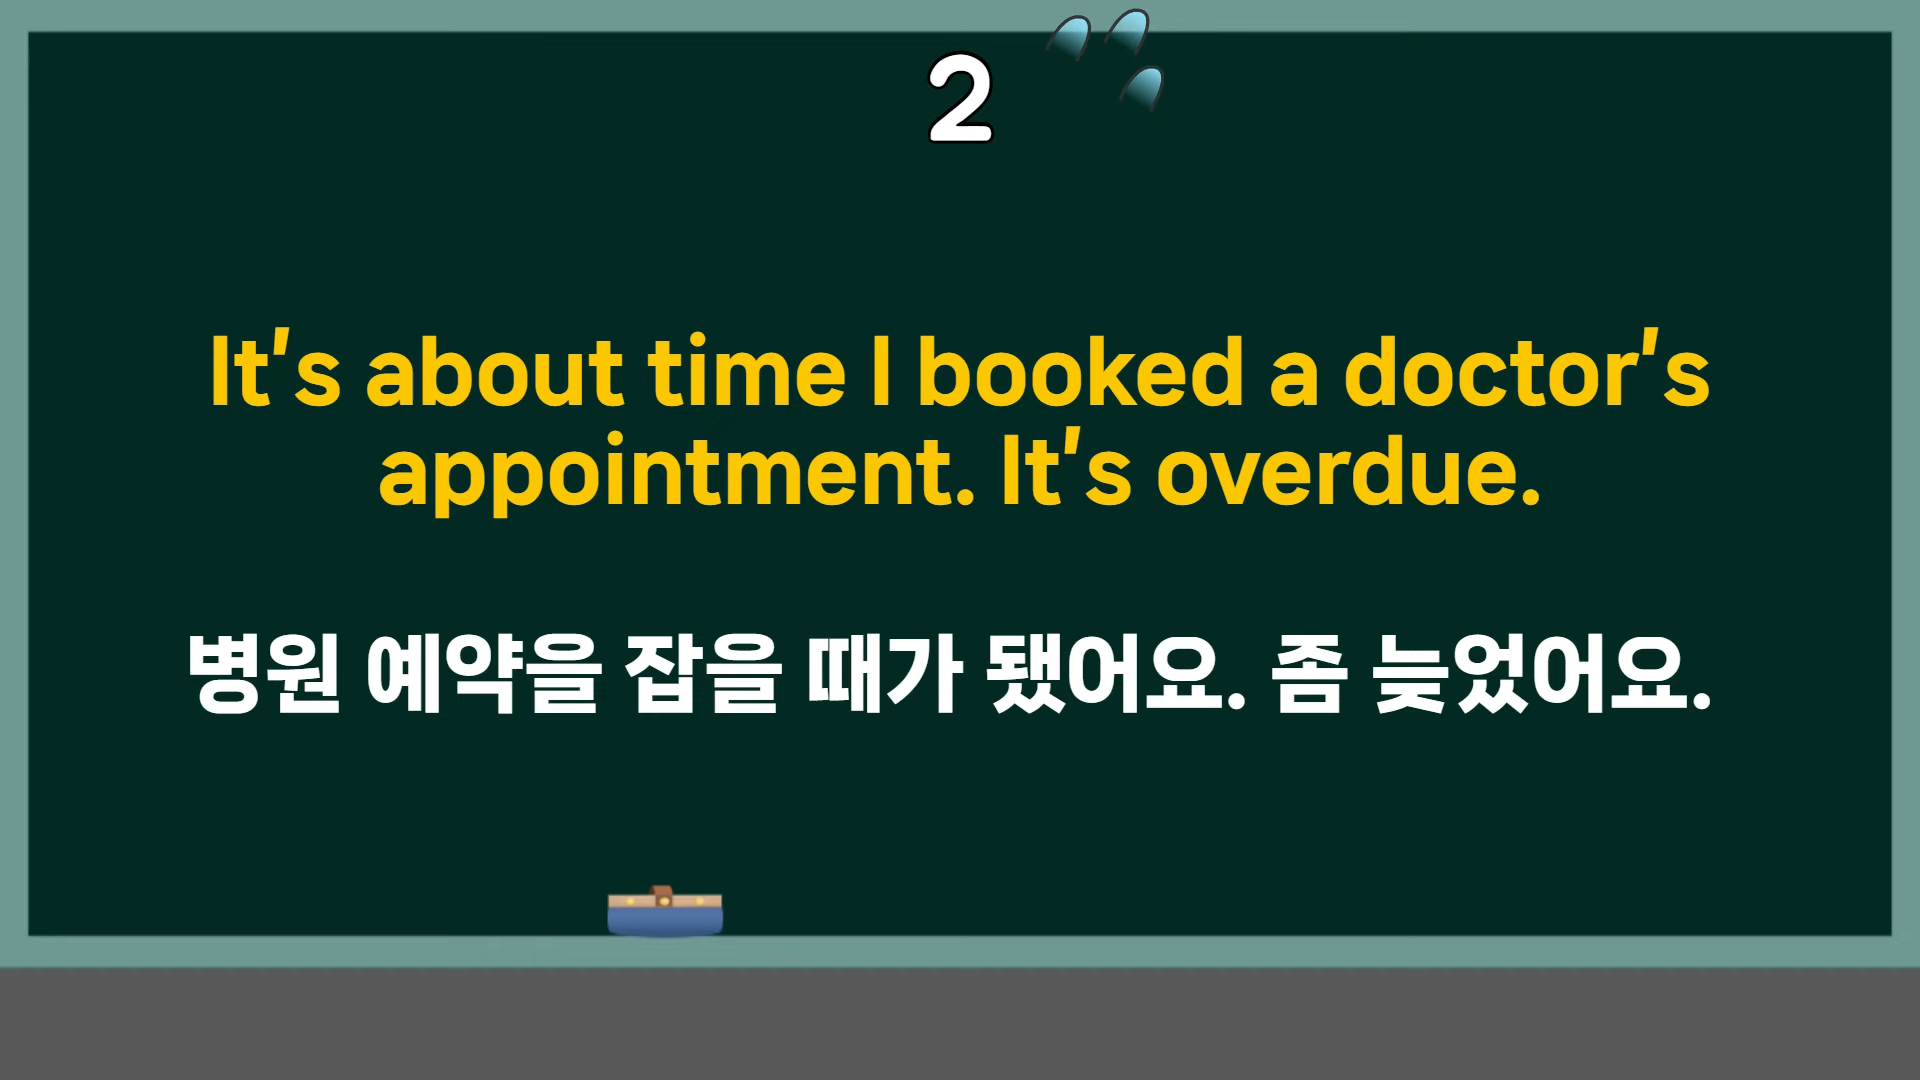 2
It's about time I booked a doctor's
appointment. It's overdue.
병원 예약을 잡을 때가 됐어요. 좀 늦었어요.